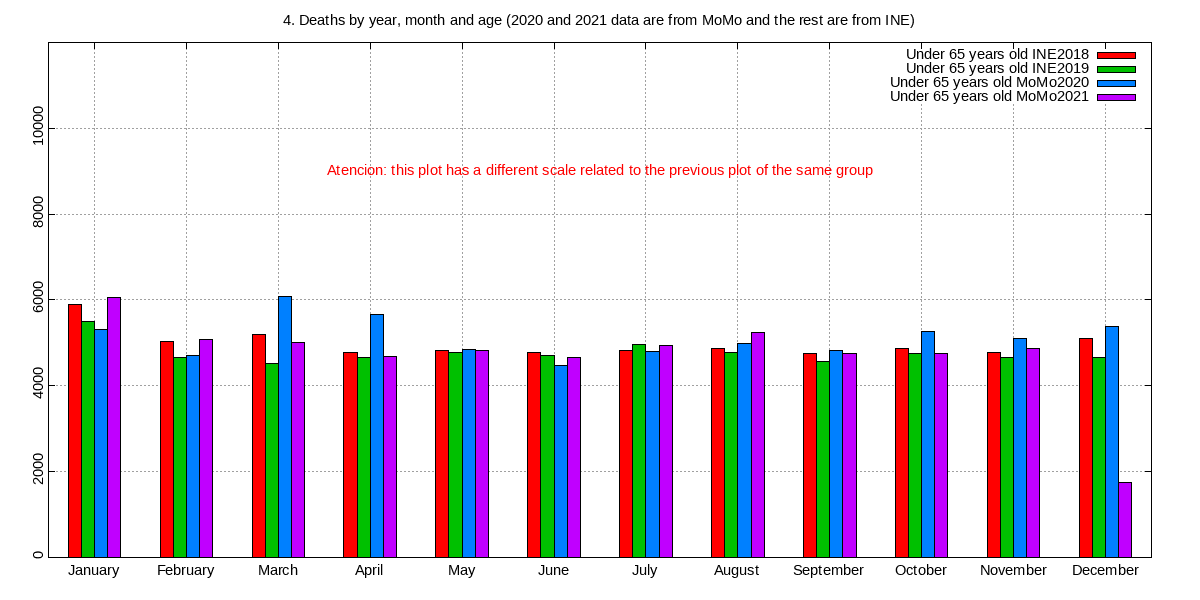 4. Deaths by year, month and age (2020 and 2021 data are from MoMo and the rest are from INE)
Under 65 years old INE2018
Under 65 years old INE2019
Under 65 years old MoMo2020
Under 65 years old MoMo2021
Atencion: this plot has a different scale related to the previous plot of the same group
10000
8000
6000
4000
2000
0
January February March April May June July August September October November December